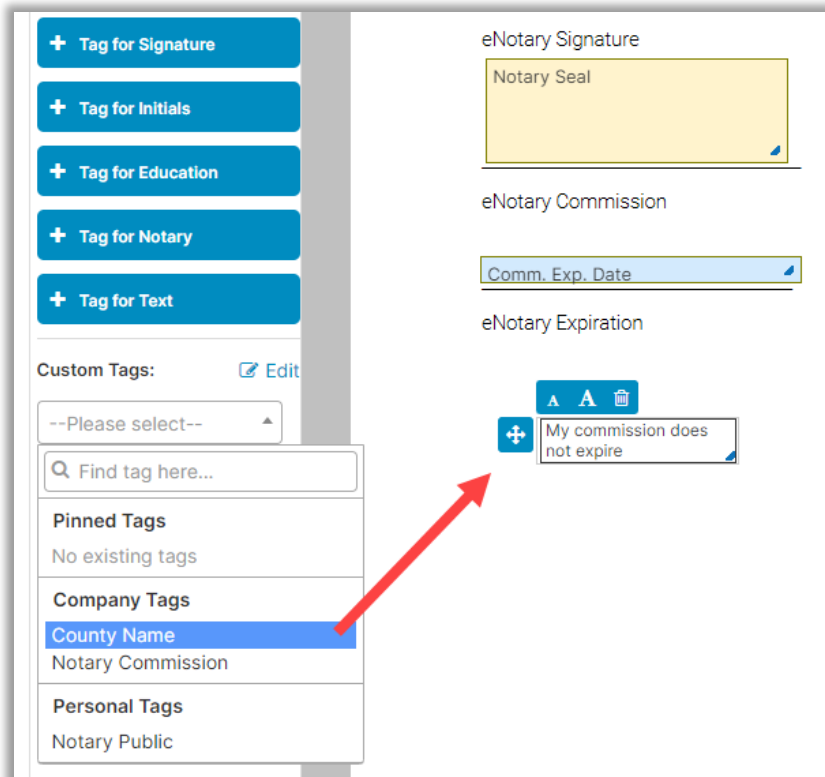 Tag for Signature
Tag for Initials
Tag for Education
Tag for Notary
Tag for Text
Custom Tags:
Edit
--Please select--
Find tag here...
Pinned Tags
No existing tags
Company Tags
County Name
Notary Commission
Personal Tags
Notary Public
eNotary Signature
Notary Seal
eNotary Commission
Comm. Exp. Date
eNotary Expiration
A A
My commission does
not expire